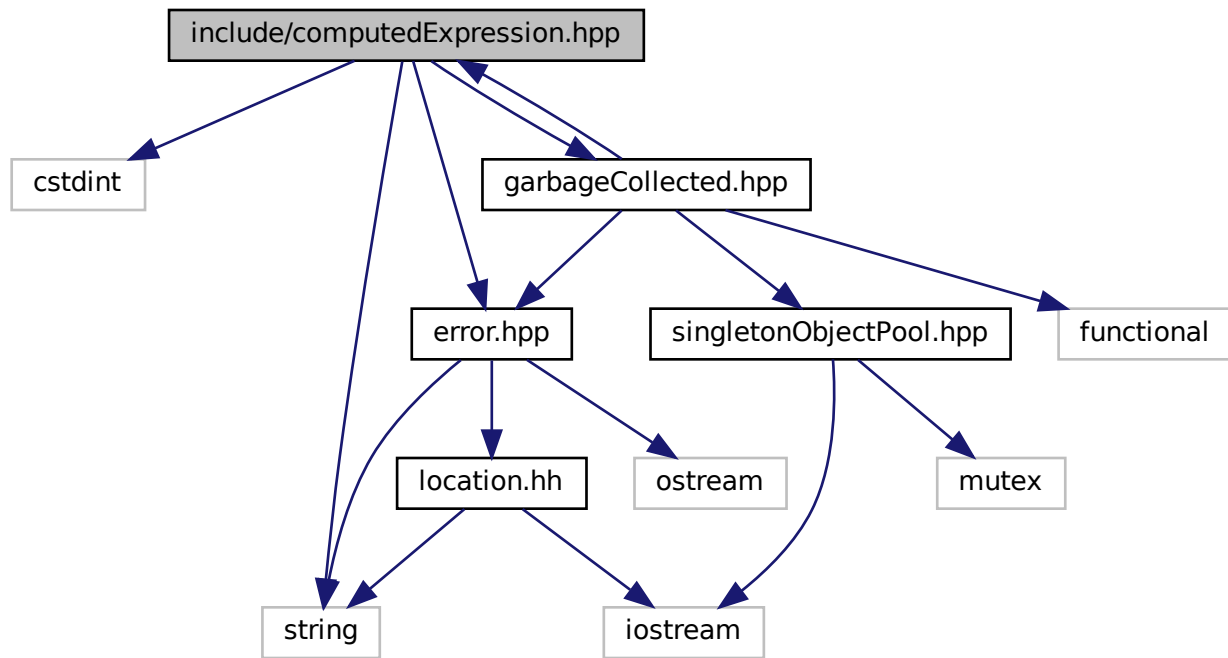 include/computedExpression.hpp
cstdint
garbageCollected.hpp
error.hpp
singletonObjectPool.hpp
functional
location.hh
ostream
mutex
string
iostream